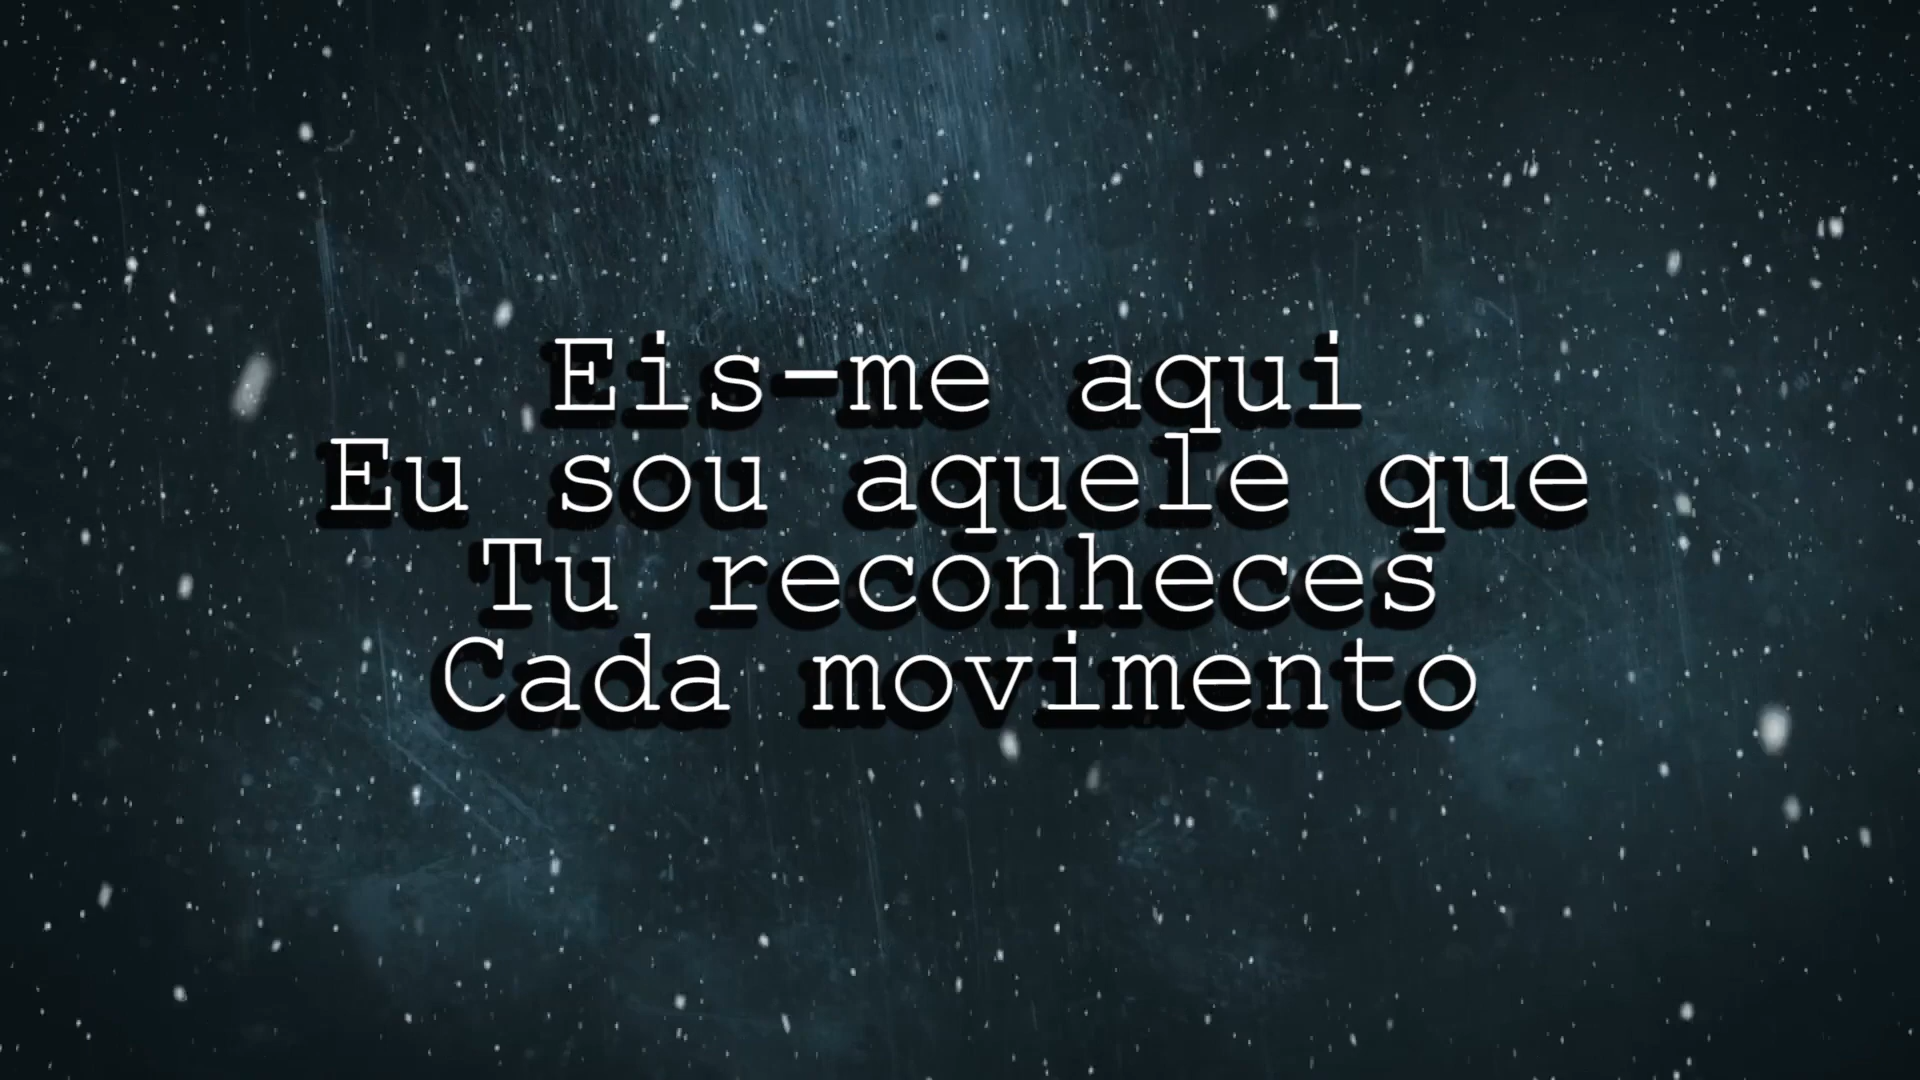 Eis-me aqui
Eu sou aquele que
Tu reconheces
Cada movimento